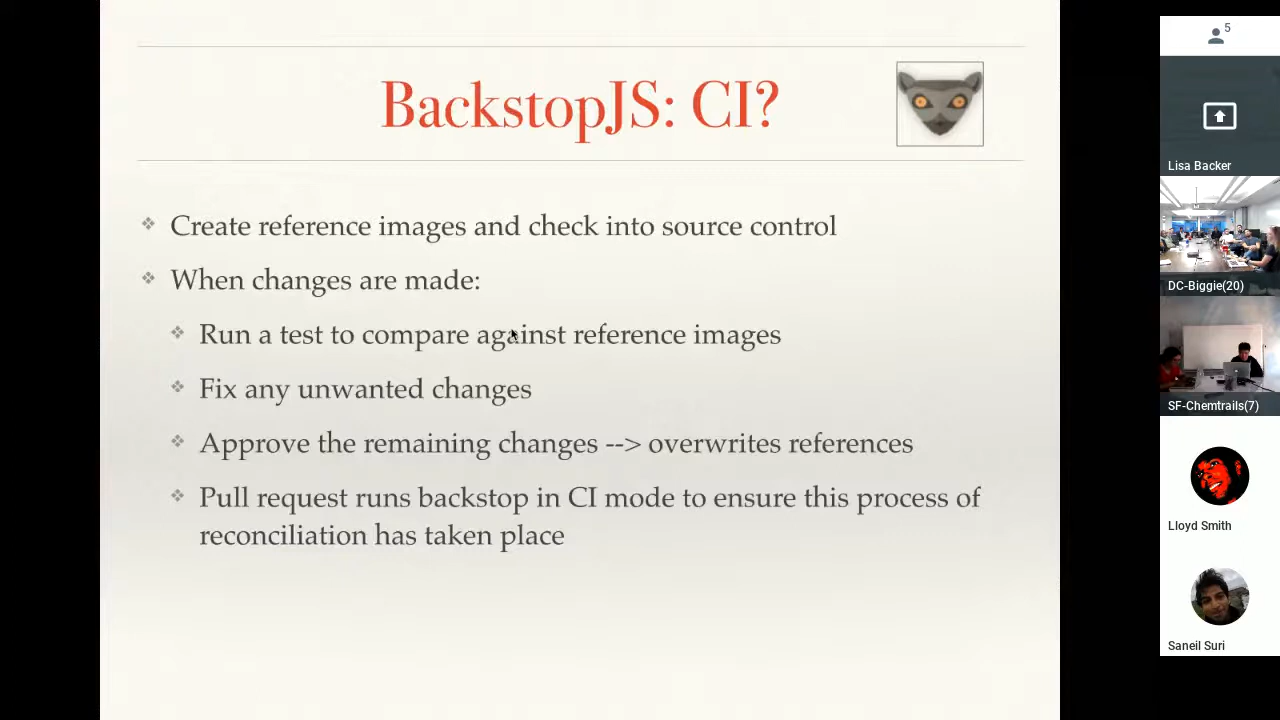 BackstopJS: CI?
Create reference images and check into source control
When changes are made:
Run a test to compare against reference images
Fix any unwanted changes
Approve the remaining changes --> overwrites references
Pull request runs backstop in CI mode to ensure this process of
reconciliation has taken place
5
Lisa Backer
DC-Biggie(20)
SF-Chemtrails(7)
Lloyd Smith
Saneil Suri